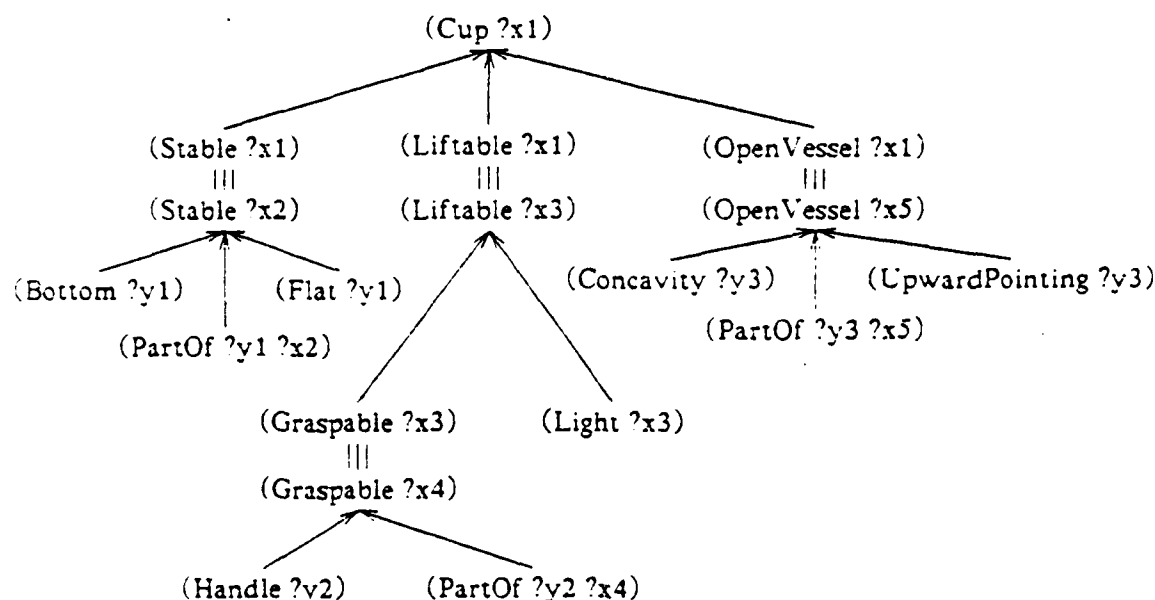 (Cup ?x1)
(Stable ?x1) (Liftable ?x1) (OpenVessel ?x1)
(Stable ?x2) (Liftable ?x3) (OpenVessel ?x5)
(Bottom ?y1) (Flat ?y1) (Concavity ?y3) (UpwardPointing ?y3)
(PartOf ?y1 ?x2) (PartOf ?y3 ?x5)
(Graspable ?x3) (Light ?x3)
(Graspable ?x4)
(Handle ?y2) (PartOf ?y2 ?x4)